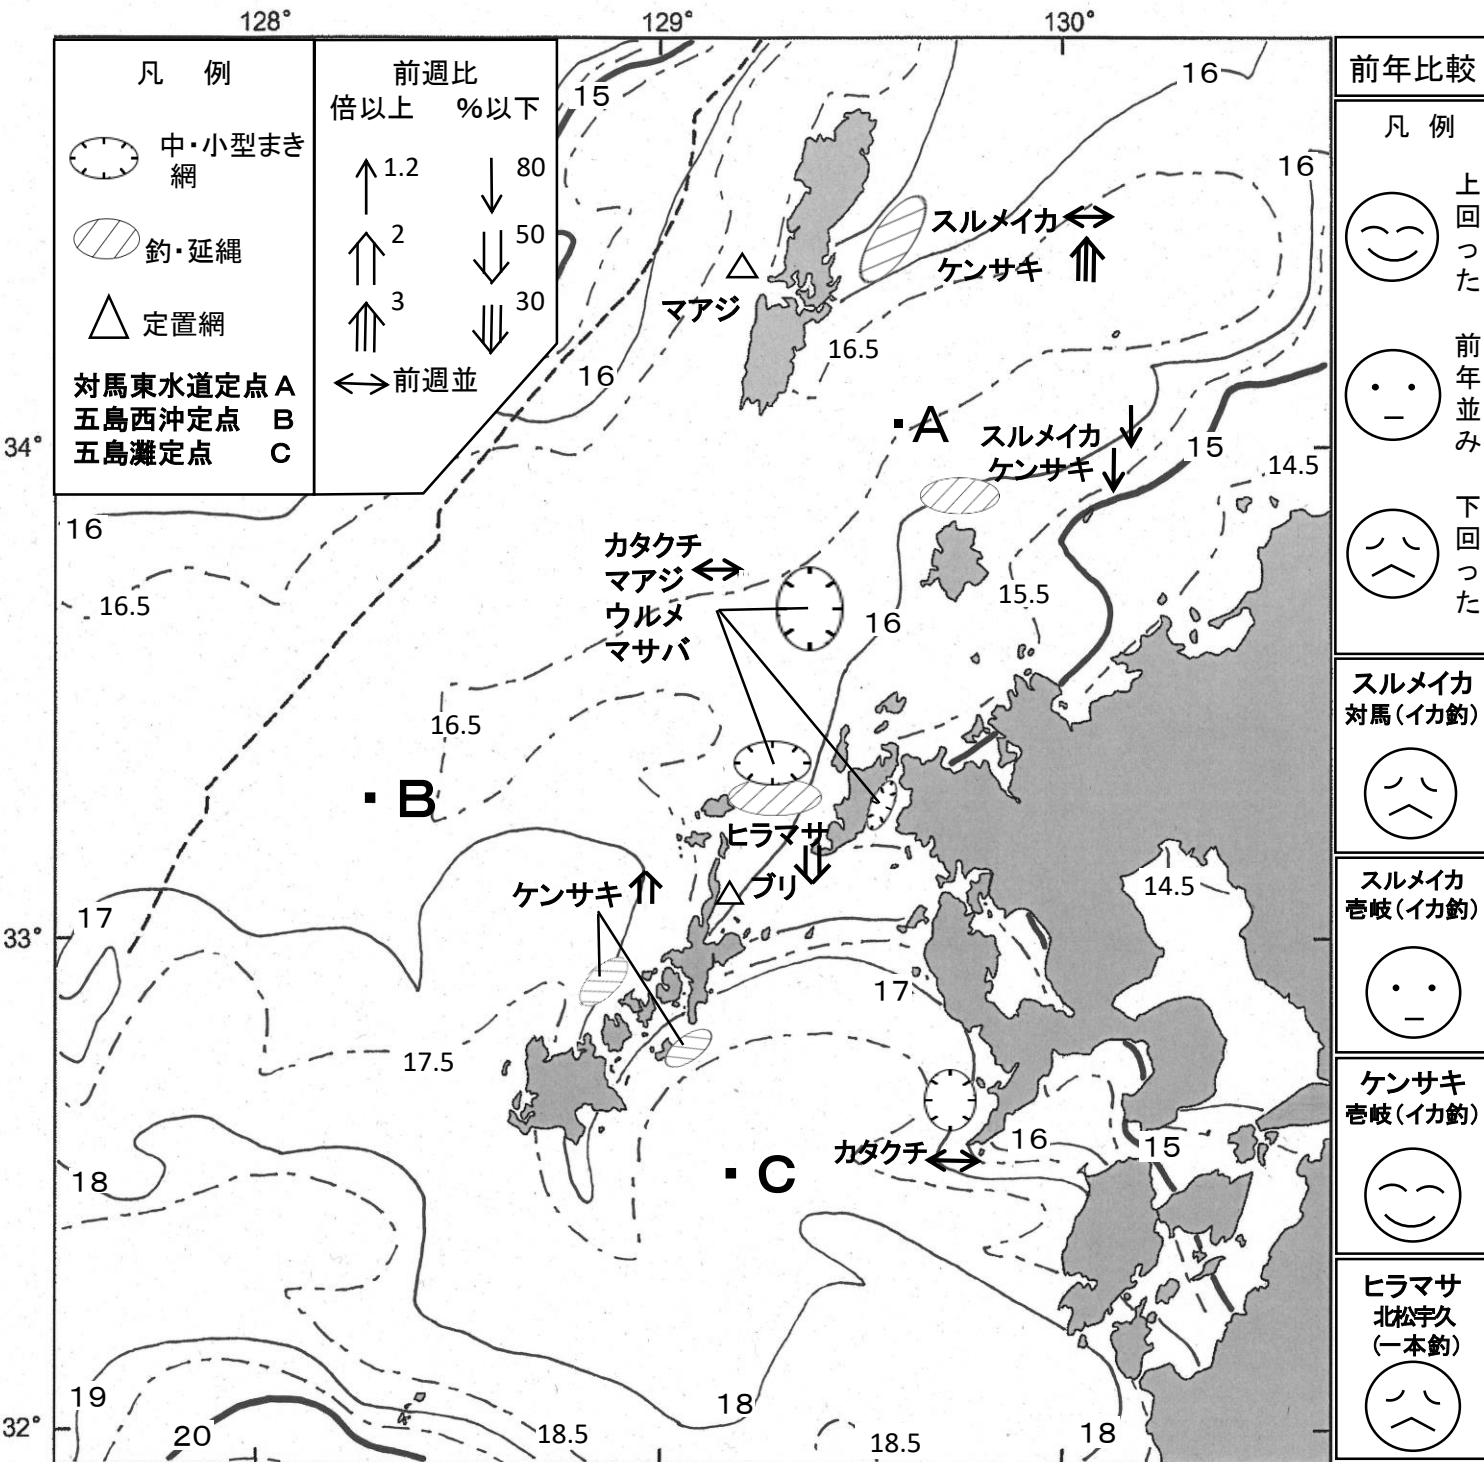 128°
129°
130°
凡 例
中・小型まき
網
釣・延縄
定置網
対馬東水道定点 A
五島西沖定点 B
五島灘定点 C
前週比
倍以上 %以下
1.2 80
2 50
3 30
前週並
前年比較
凡 例
上回った
前年並み
下回った
スルメイカ
対馬(イカ釣)
スルメイカ
壱岐(イカ釣)
ケンサキ
壱岐(イカ釣)
ヒラマサ
北松宇久
(一本釣)
15
16
16
スルメイカ
ケンサキ
マアジ
16.5
16
34°
A
スルメイカ
ケンサキ
15
14.5
16
カタクチ
マアジ
ウルメ
マサバ
16.5
15.5
16
16.5
B
ヒラマサ
ブリ
ケンサキ
14.5
17
33°
17
17.5
カタクチ
16
15
C
18
19
18
32°
20
18.5
18.5
18